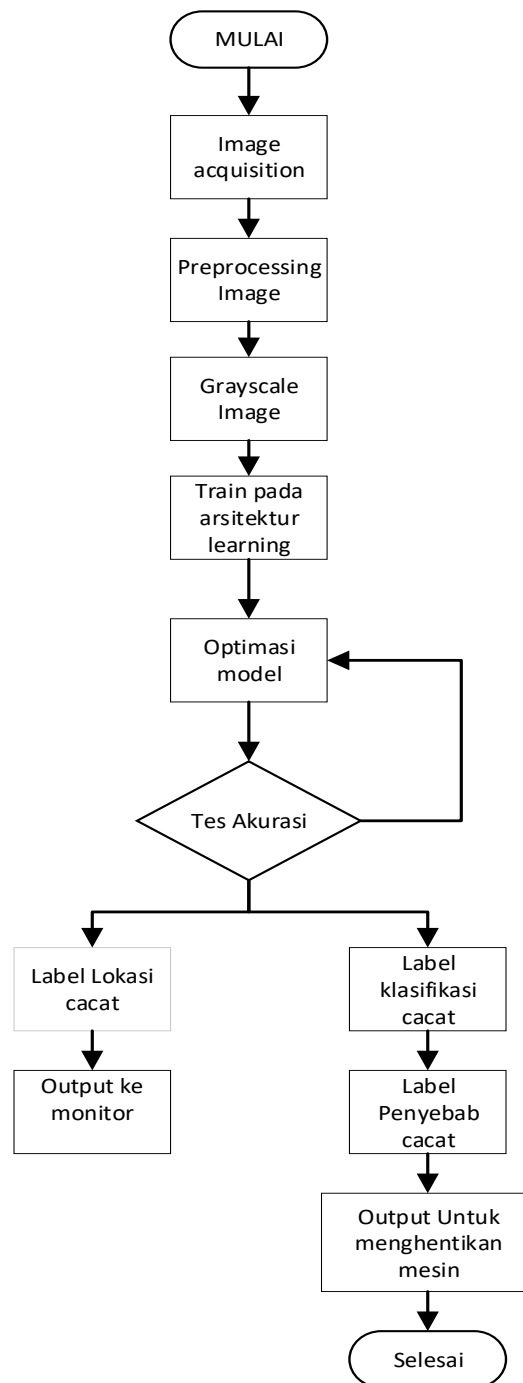 MULAI
Image
acquisition
Preprocessing
Image
Grayscale
Image
Train pada
arsitektur
learning
Optimasi
model
Tes Akurasi
Label Lokasi
cacat
Output ke
monitor
Label
klasifikasi
cacat
Label
Penyebab
cacat
Output Untuk
menghentikan
mesin
Selesai